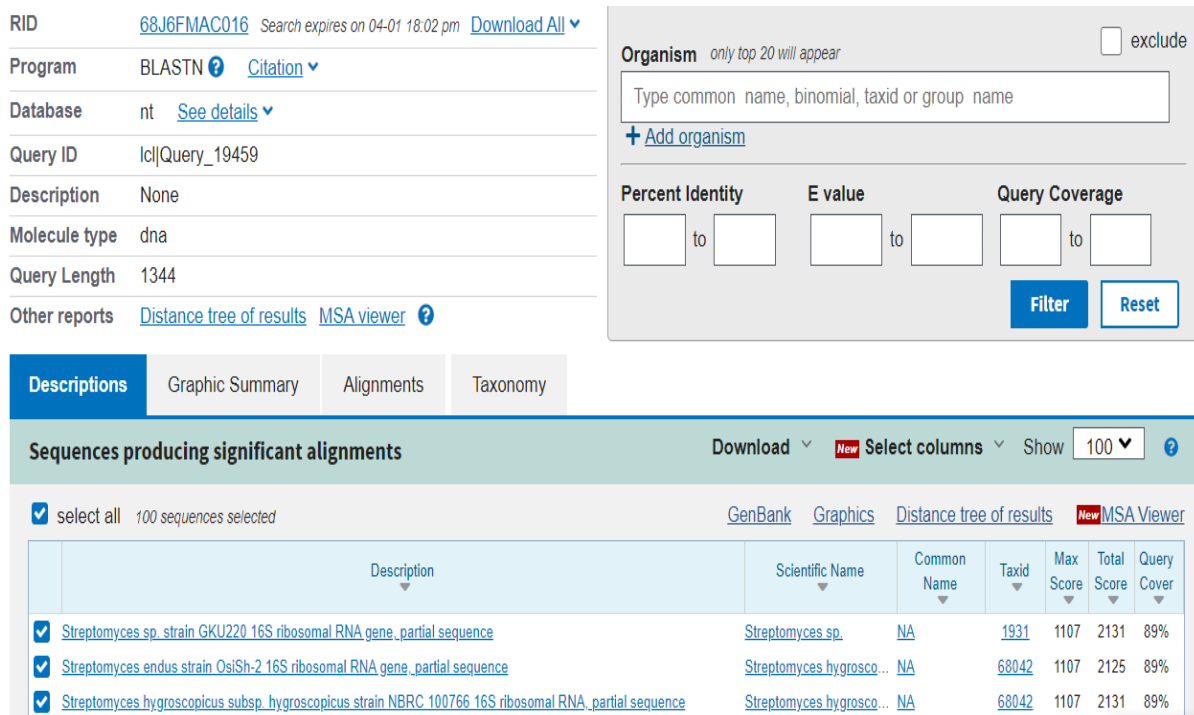 RID 68J6FMAC016 Search expires on 04-01 18:02 pm Download All
Program BLASTN ? Citation
Database nt See details
Query ID lcl|Query_19459
Description None
Molecule type dna
Query Length 1344
Other reports Distance tree of results MSA viewer ?
Organism only top 20 will appear exclude
Type common name, binomial, taxid or group name
+ Add organism
Percent Identity E value Query Coverage
to to to
Filter Reset
Descriptions Graphic Summary Alignments Taxonomy
Sequences producing significant alignments Download New Select columns Show 100 ?
select all 100 sequences selected GenBank Graphics Distance tree of results New MSA Viewer
Description Scientific Name Common Name Taxid Max Score Total Score Query Cover
Streptomyces sp. strain GKU220 16S ribosomal RNA gene, partial sequence Streptomyces sp. NA 1931 1107 2131 89%
Streptomyces endus strain OsiSh-2 16S ribosomal RNA gene, partial sequence Streptomyces hygrosco... NA 68042 1107 2125 89%
Streptomyces hygroscopicus subsp. hygroscopicus strain NBRC 100766 16S ribosomal RNA, partial sequence Streptomyces hygrosco... NA 68042 1107 2131 89%